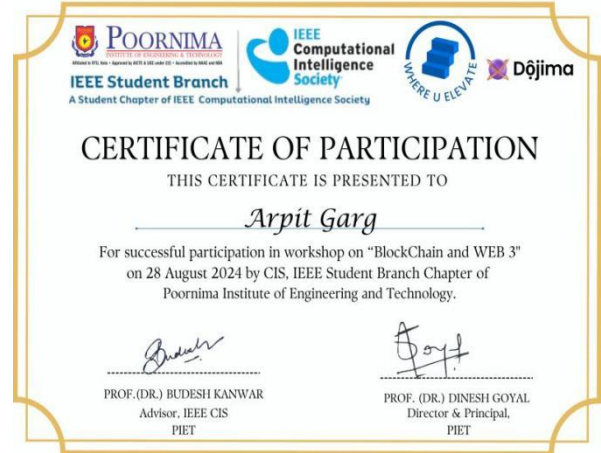 POORNIMA
INSTITUTE OF ENGINEERING & TECHNOLOGY
IEEE Student Branch
A Student Chapter of IEEE Computational Intelligence Society
IEEE
Computational
Intelligence
Society
WHERE U ELEVATE
Dôjima
CERTIFICATE OF PARTICIPATION
THIS CERTIFICATE IS PRESENTED TO
Arpit Garg
For successful participation in workshop on “BlockChain and WEB 3"
on 28 August 2024 by CIS, IEEE Student Branch Chapter of
Poornima Institute of Engineering and Technology.
PROF.(DR.) BUDESH KANWAR
Advisor, IEEE CIS
PIET
PROF. (DR.) DINESH GOYAL
Director & Principal,
PIET